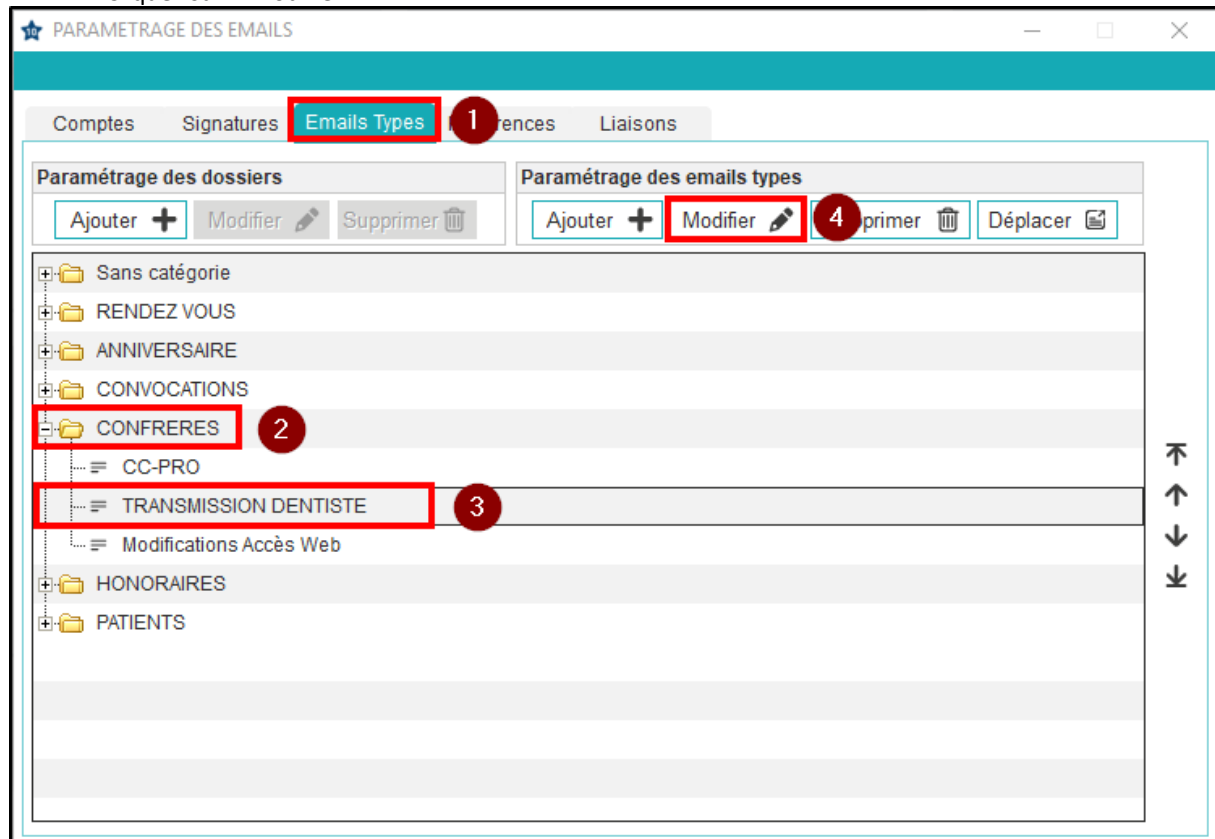 PARAMETRAGE DES EMAILS
Comptes Signatures Emails Types 1 ences Liaisons
Paramétrage des dossiers Paramétrage des emails types
Ajouter Modifier Supprimer Ajouter Modifier 4 primer Déplacer
Sans catégorie
RENDEZ VOUS
ANNIVERSAIRE
CONVOCATIONS
CONFRERES 2
CC-PRO
TRANSMISSION DENTISTE 3
Modifications Accès Web
HONORAIRES
PATIENTS